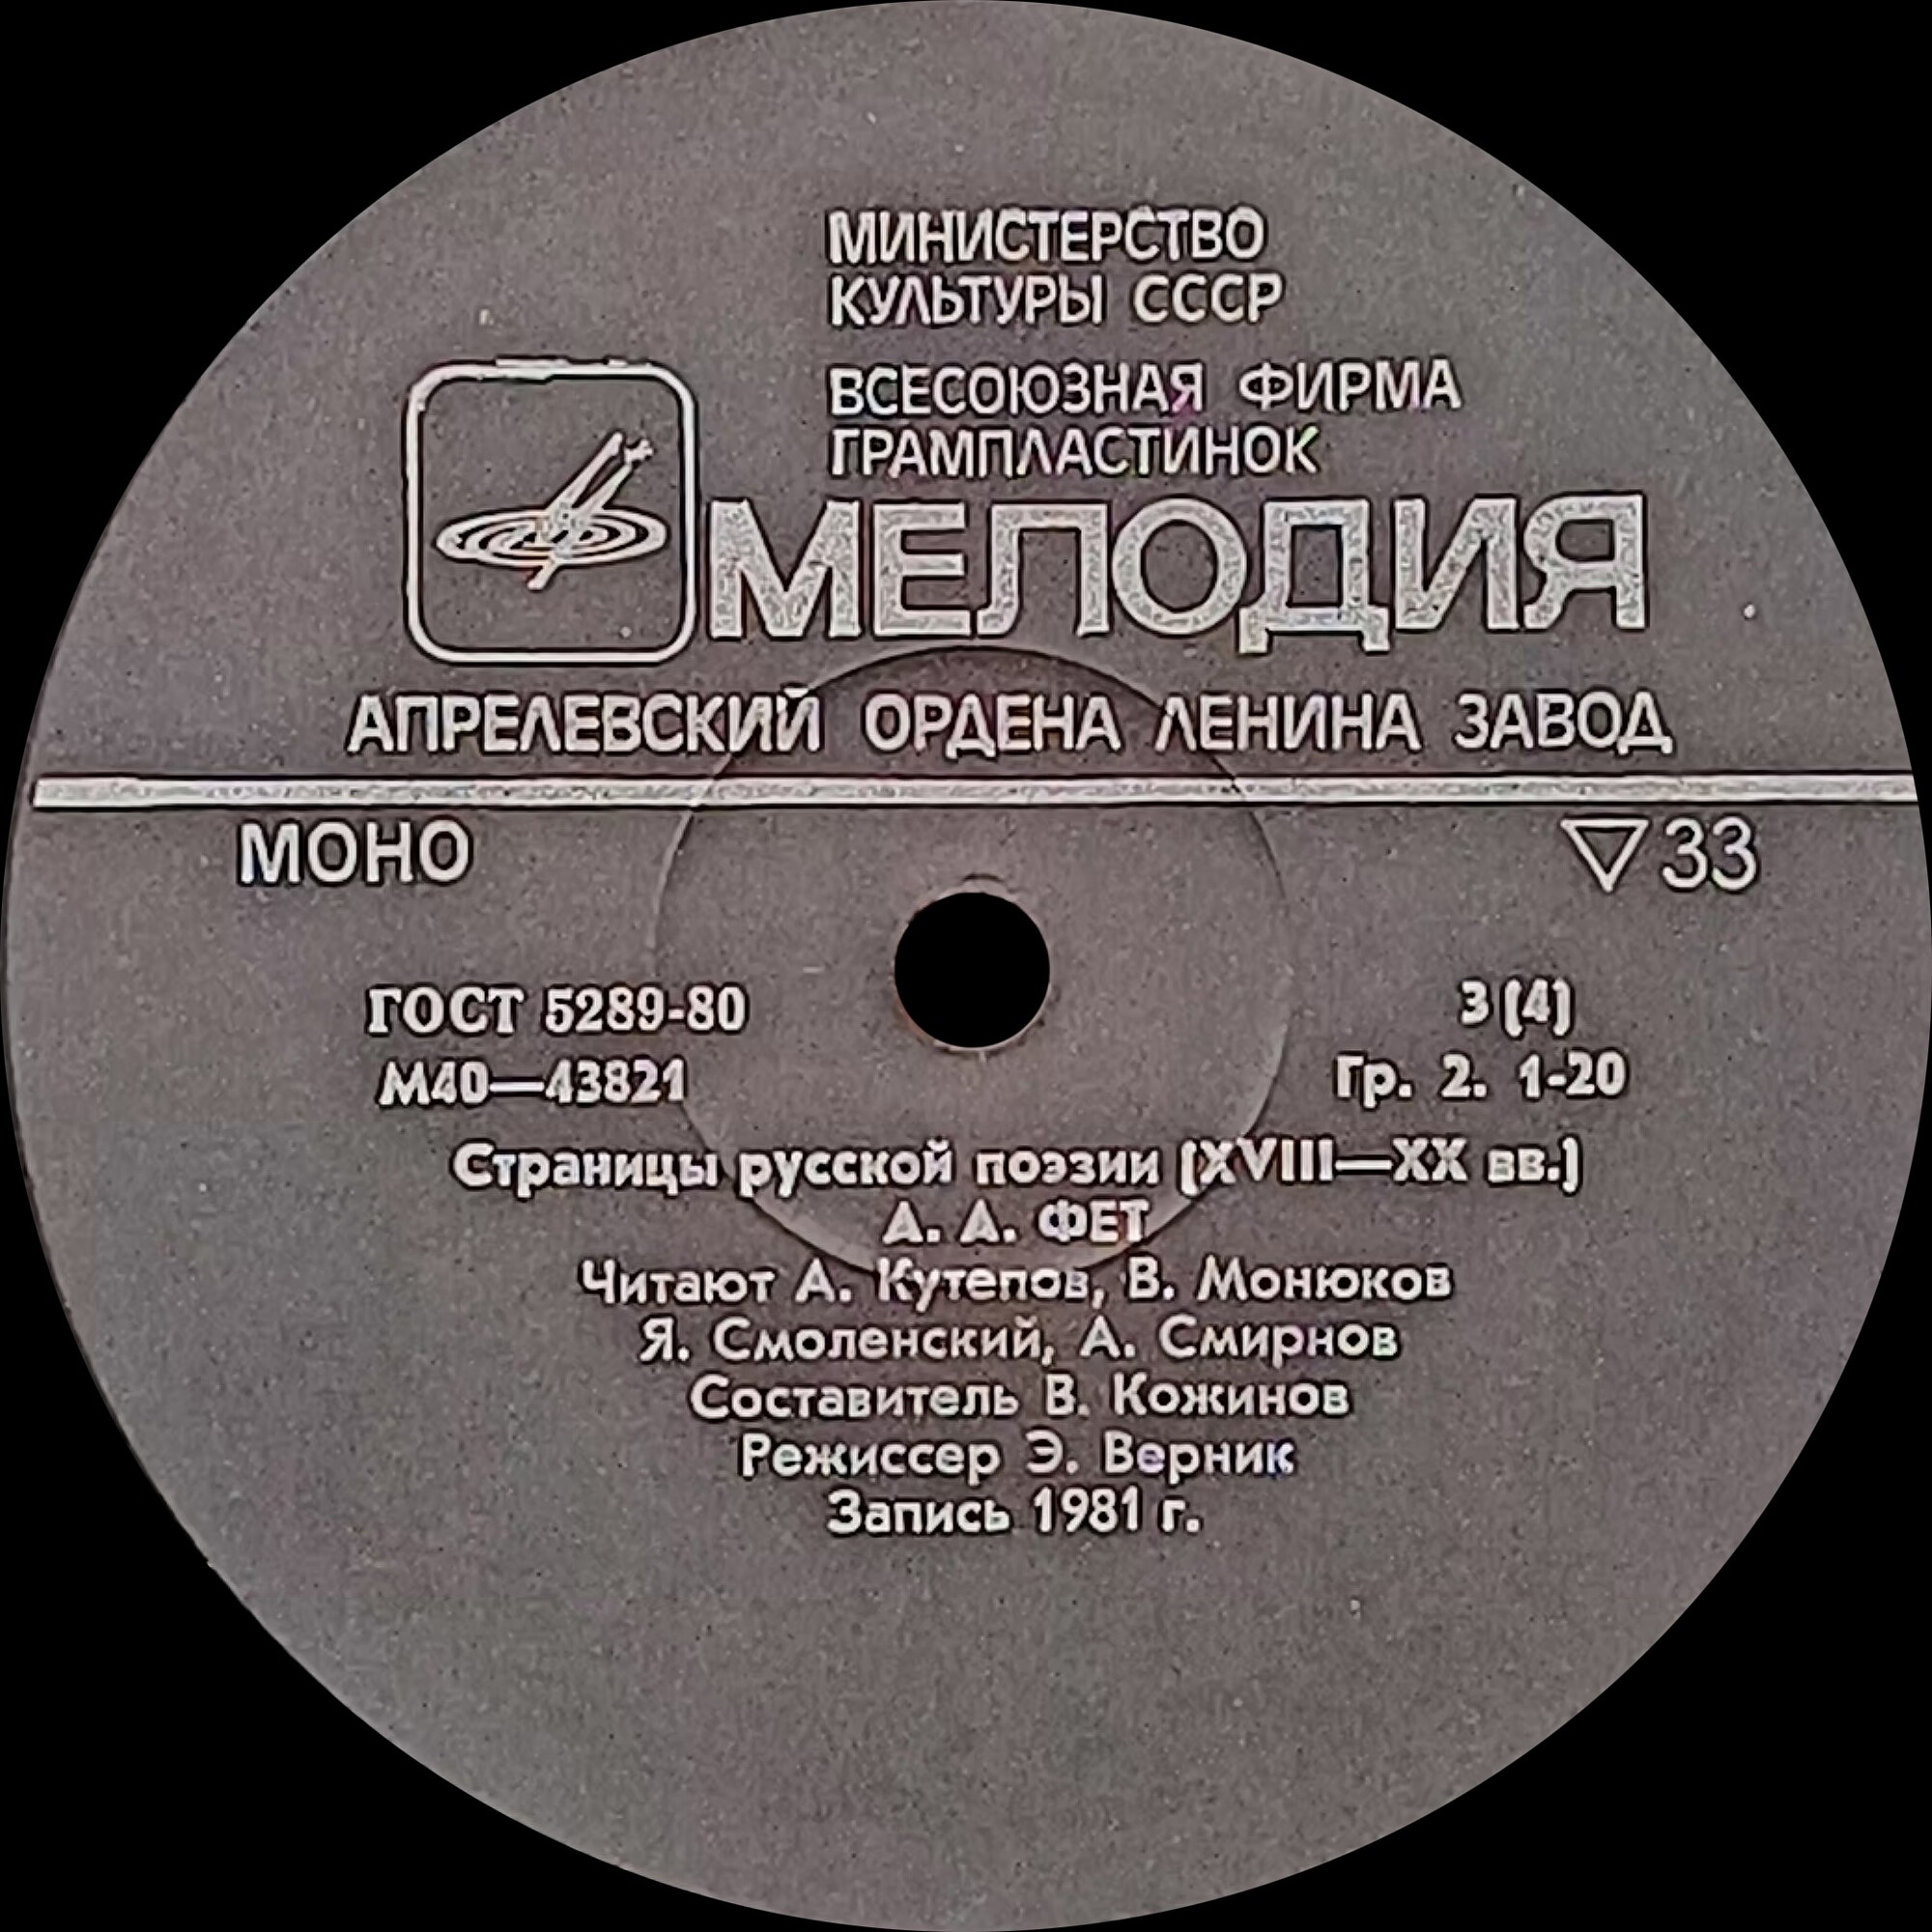 МИНИСТЕРСТВО
КУЛЬТУРЫ СССР
ВСЕСОЮЗНАЯ ФИРМА
ГРАМПЛАСТИНОК
МЕЛОДИЯ
АПРЕЛЕВСКИЙ ОРДЕНА ЛЕНИНА ЗАВОД
МОНО
▽33
ГОСТ 5289-80
3 (4)
М40—43821
Гр. 2. 1-20
Страницы русской поэзии (XVIII—XX вв.)
А. А. ФЕТ
Читают А. Кутепов, В. Монюков
Я. Смоленский, А. Смирнов
Составитель В. Кожинов
Режиссер Э. Верник
Запись 1981 г.